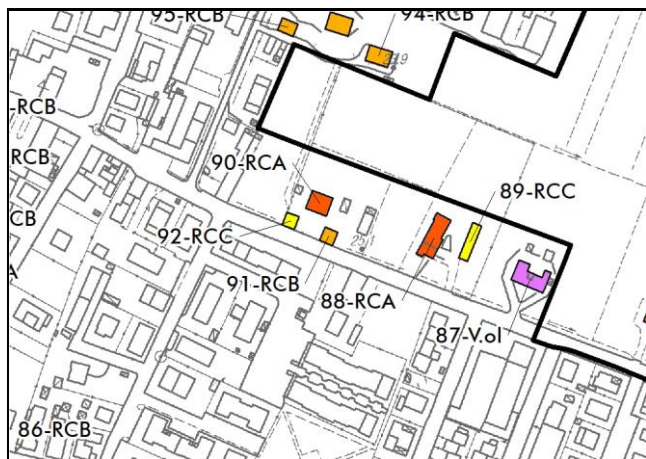 95-RCB
94-RCB
-RCB
RCB
90-RCA
89-RCC
CB
92-RCC
91-RCB
88-RCA
87-V.ol
86-RCB